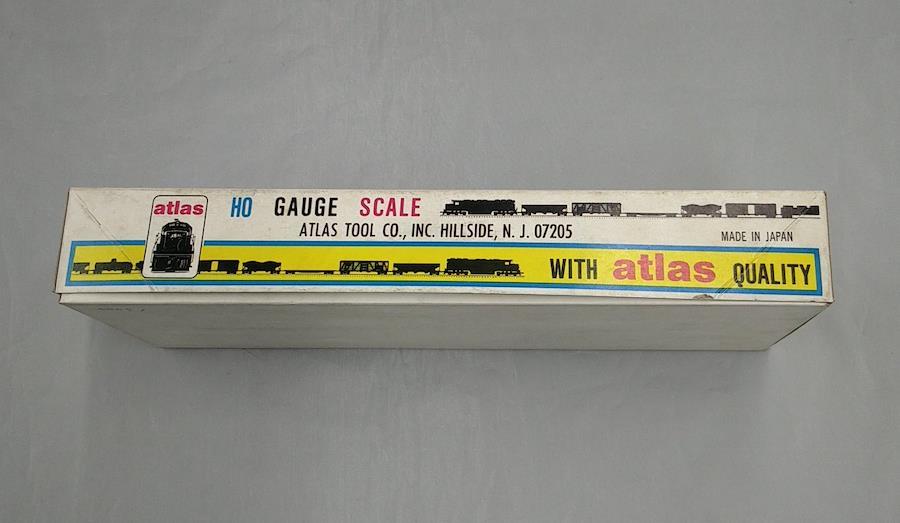 atlas
HO GAUGE SCALE
ATLAS TOOL CO., INC. HILLSIDE, N. J. 07205
MADE IN JAPAN
WITH atlas QUALITY